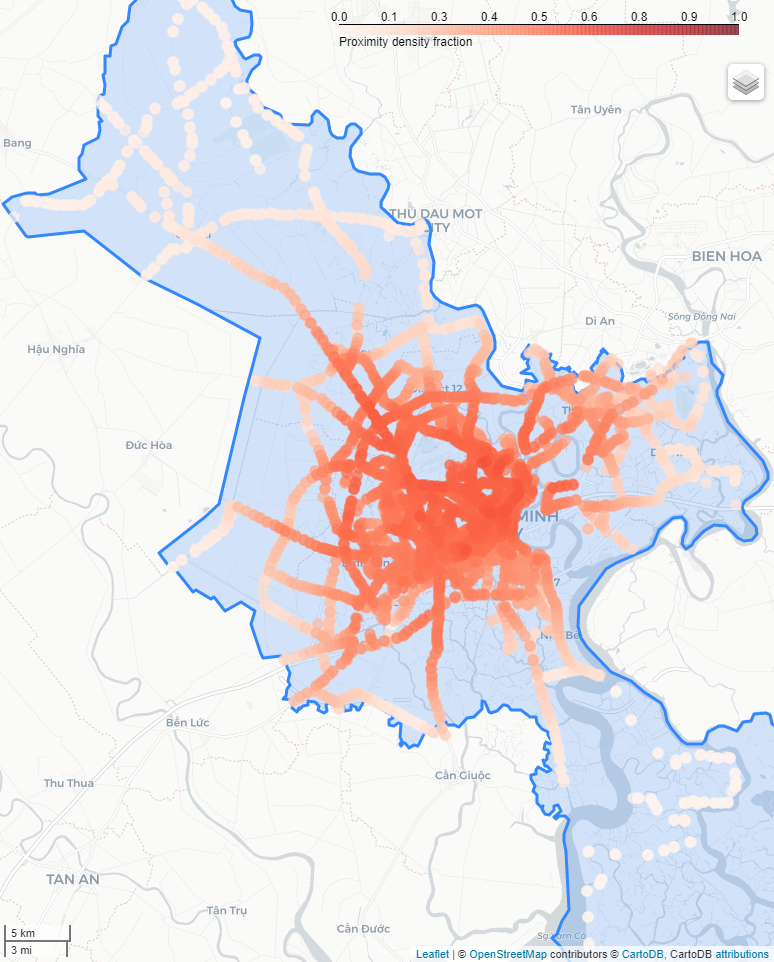 0.0 0.1 0.3 0.4 0.5 0.6 0.8 0.9 1.0
Proximity density fraction
Tân Uyên
Bang
THU DAU MOT
CITY
BIEN HOA
Sông Đồng Nai
Di An
Hậu Nghĩa
Đức Hòa
MINH
Bến Lức
Thu Thua
Cần Giuộc
TAN AN
Tân Trụ
Cần Đước
5 km
3 mi
Leaflet | © OpenStreetMap contributors © CartoDB, CartoDB attributions